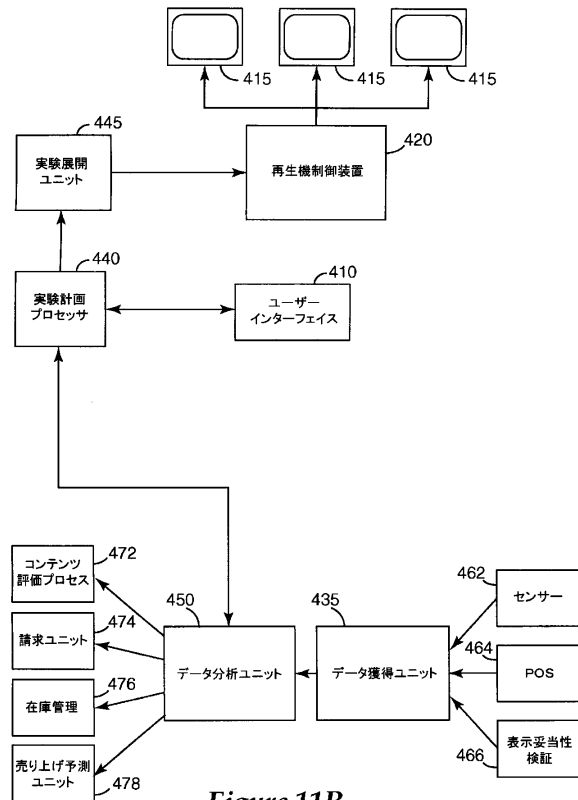 415
415
415
445
実験展開
ユニット
420
再生機制御装置
440
実験計画
プロセッサ
410
ユーザー
インターフェイス
472
コンテンツ
評価プロセス
474
請求ユニット
476
在庫管理
売り上げ予測
ユニット
478
450
データ分析ユニット
435
データ獲得ユニット
462
センサー
464
POS
表示妥当性
検証
466
Figure 11B